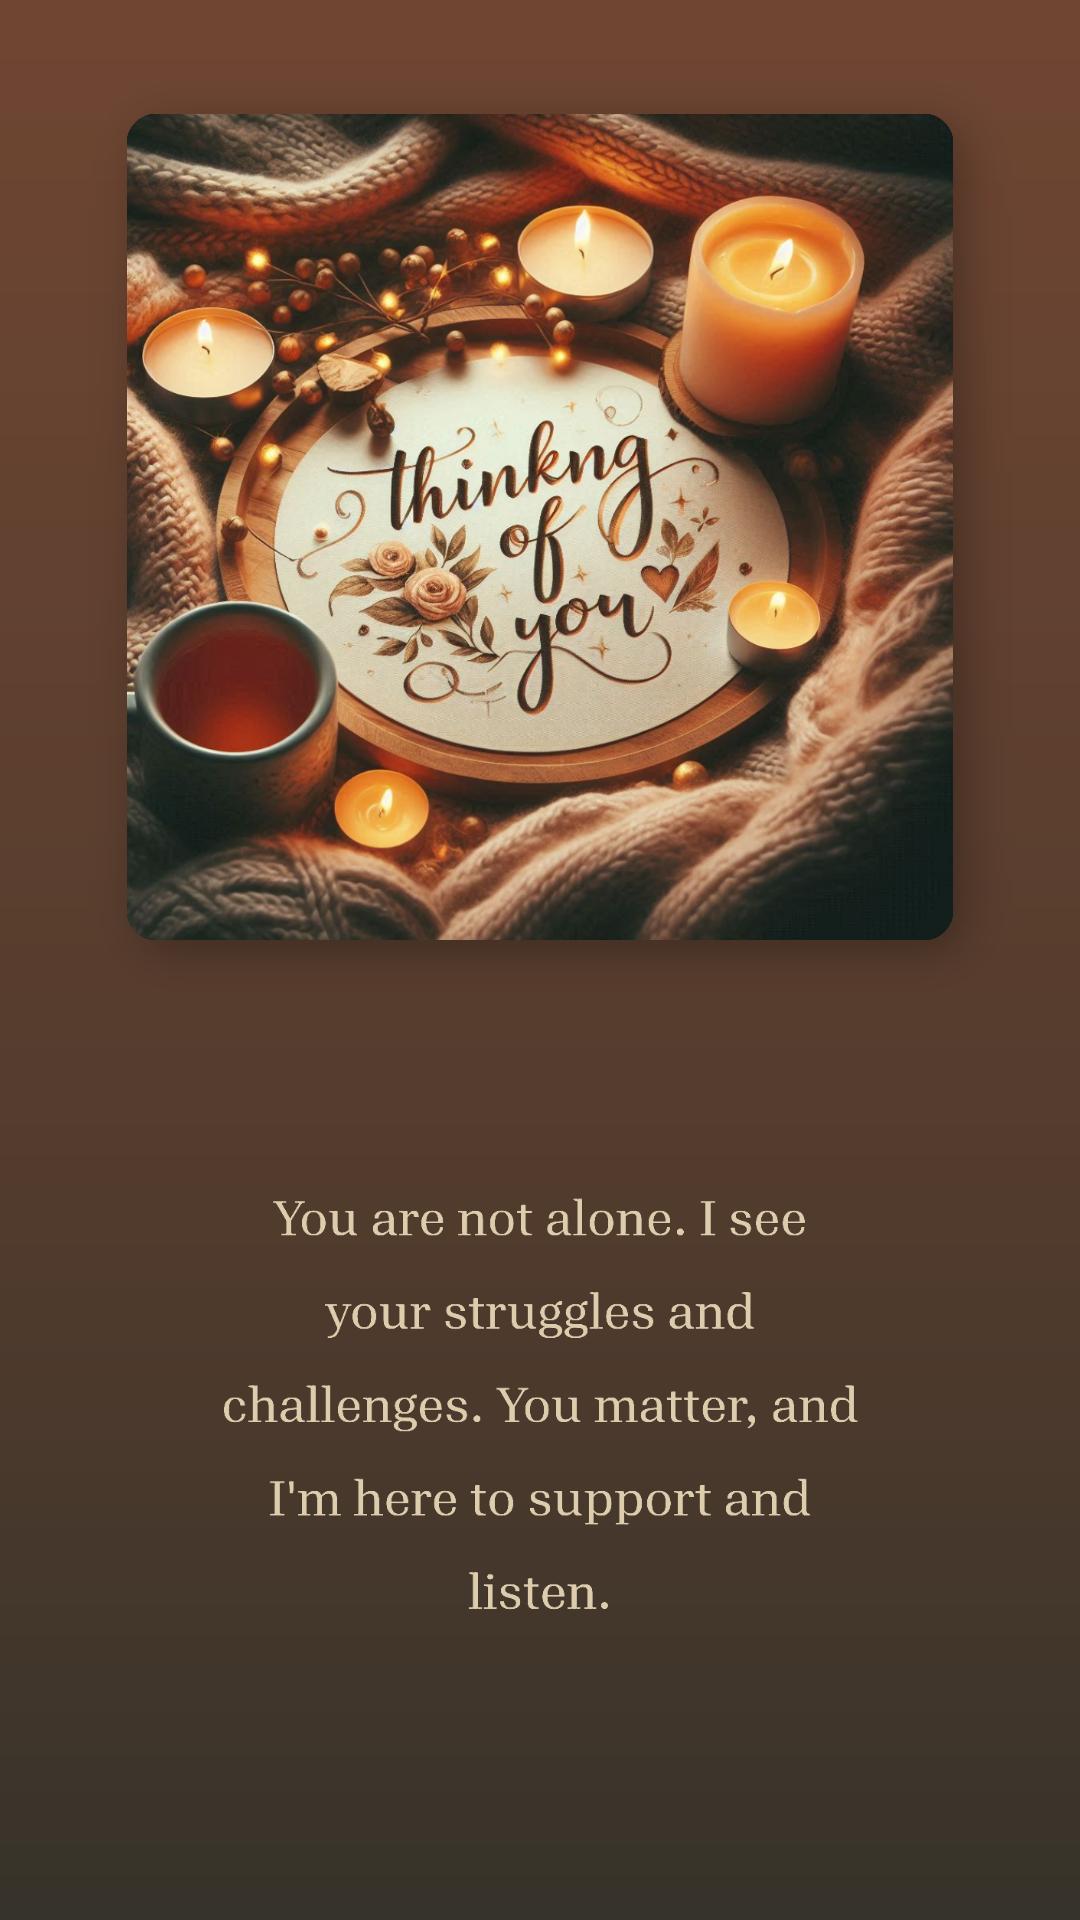 thinkng
of
you
You are not alone. I see
your struggles and
challenges. You matter, and
I'm here to support and
listen.